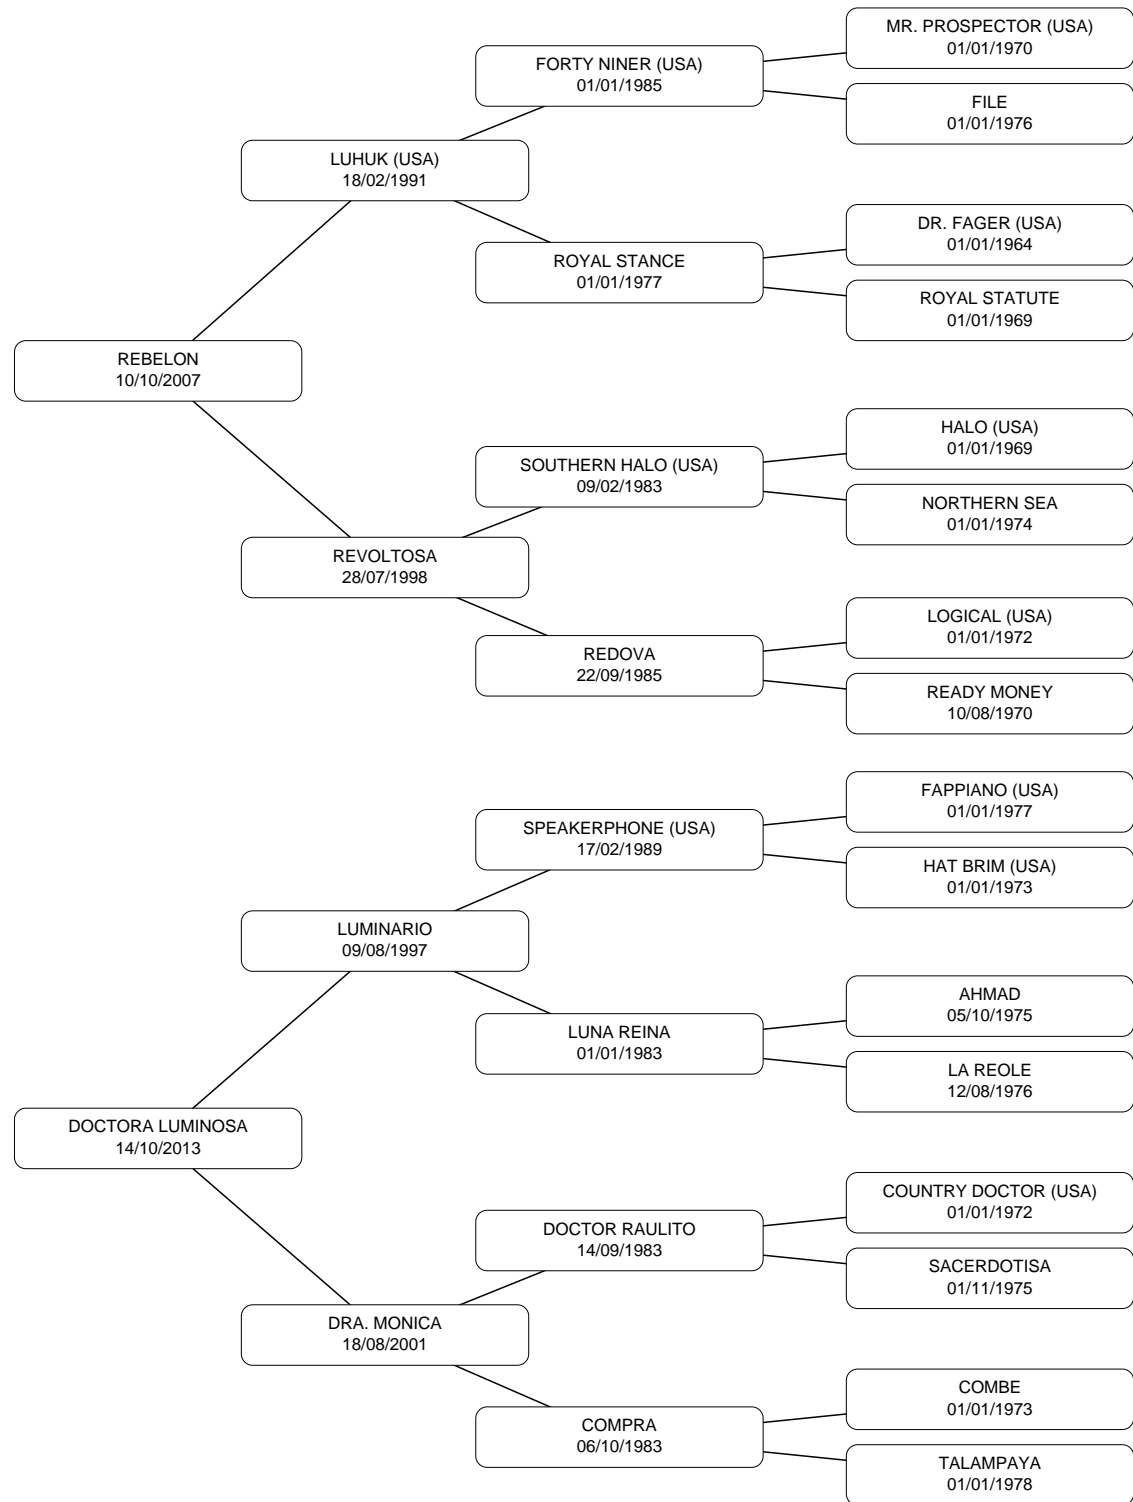 MR. PROSPECTOR (USA)
01/01/1970
FORTY NINER (USA)
01/01/1985
FILE
01/01/1976
LUHUK (USA)
18/02/1991
DR. FAGER (USA)
01/01/1964
ROYAL STANCE
01/01/1977
ROYAL STATUTE
01/01/1969
REBELON
10/10/2007
HALO (USA)
01/01/1969
SOUTHERN HALO (USA)
09/02/1983
NORTHERN SEA
01/01/1974
REVOLTOSA
28/07/1998
LOGICAL (USA)
01/01/1972
REDOVA
22/09/1985
READY MONEY
10/08/1970
FAPPIANO (USA)
01/01/1977
SPEAKERPHONE (USA)
17/02/1989
HAT BRIM (USA)
01/01/1973
LUMINARIO
09/08/1997
AHMAD
05/10/1975
LUNA REINA
01/01/1983
LA REOLE
12/08/1976
DOCTORA LUMINOSA
14/10/2013
COUNTRY DOCTOR (USA)
01/01/1972
DOCTOR RAULITO
14/09/1983
SACERDOTISA
01/11/1975
DRA. MONICA
18/08/2001
COMBE
01/01/1973
COMPRA
06/10/1983
TALAMPAYA
01/01/1978